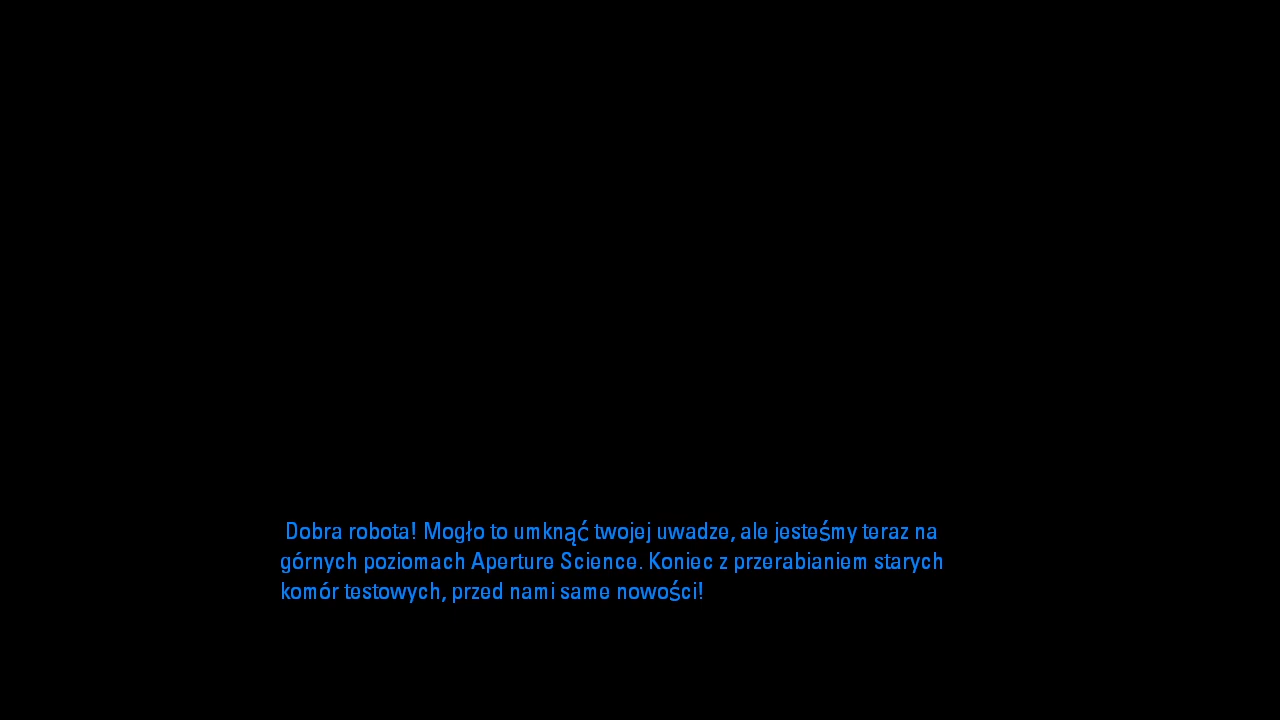 Dobra robota! Mogło to umknąć twojej uwadze, ale jesteśmy teraz na
górnych poziomach Aperture Science. Koniec z przerabianiem starych
komór testowych, przed nami same nowości!